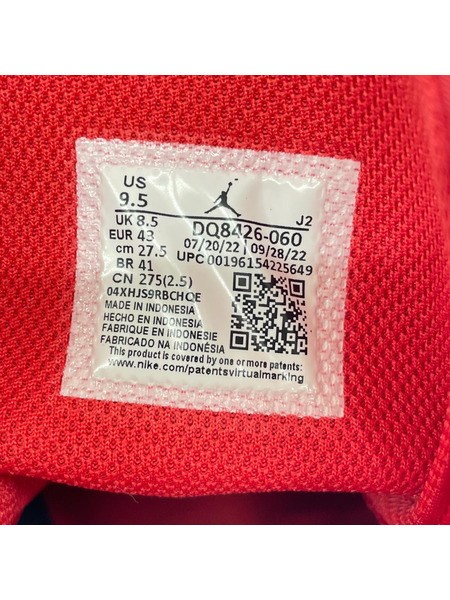 US
9.5
J2
UK 8.5
DQ8426-060
EUR 43
07/20/22 | 09/28/22
cm 27.5
UPC 00196154225649
BR 41
CN 275(2.5)
04XHJS9RBCHQE
MADE IN INDONESIA
HECHO EN INDONESIA
FABRIQUE EN INDONESIE
FABRICADO NA INDONÉSIA
This product is covered by one or more patents:
www.nike.com/patentsvirtualmarking